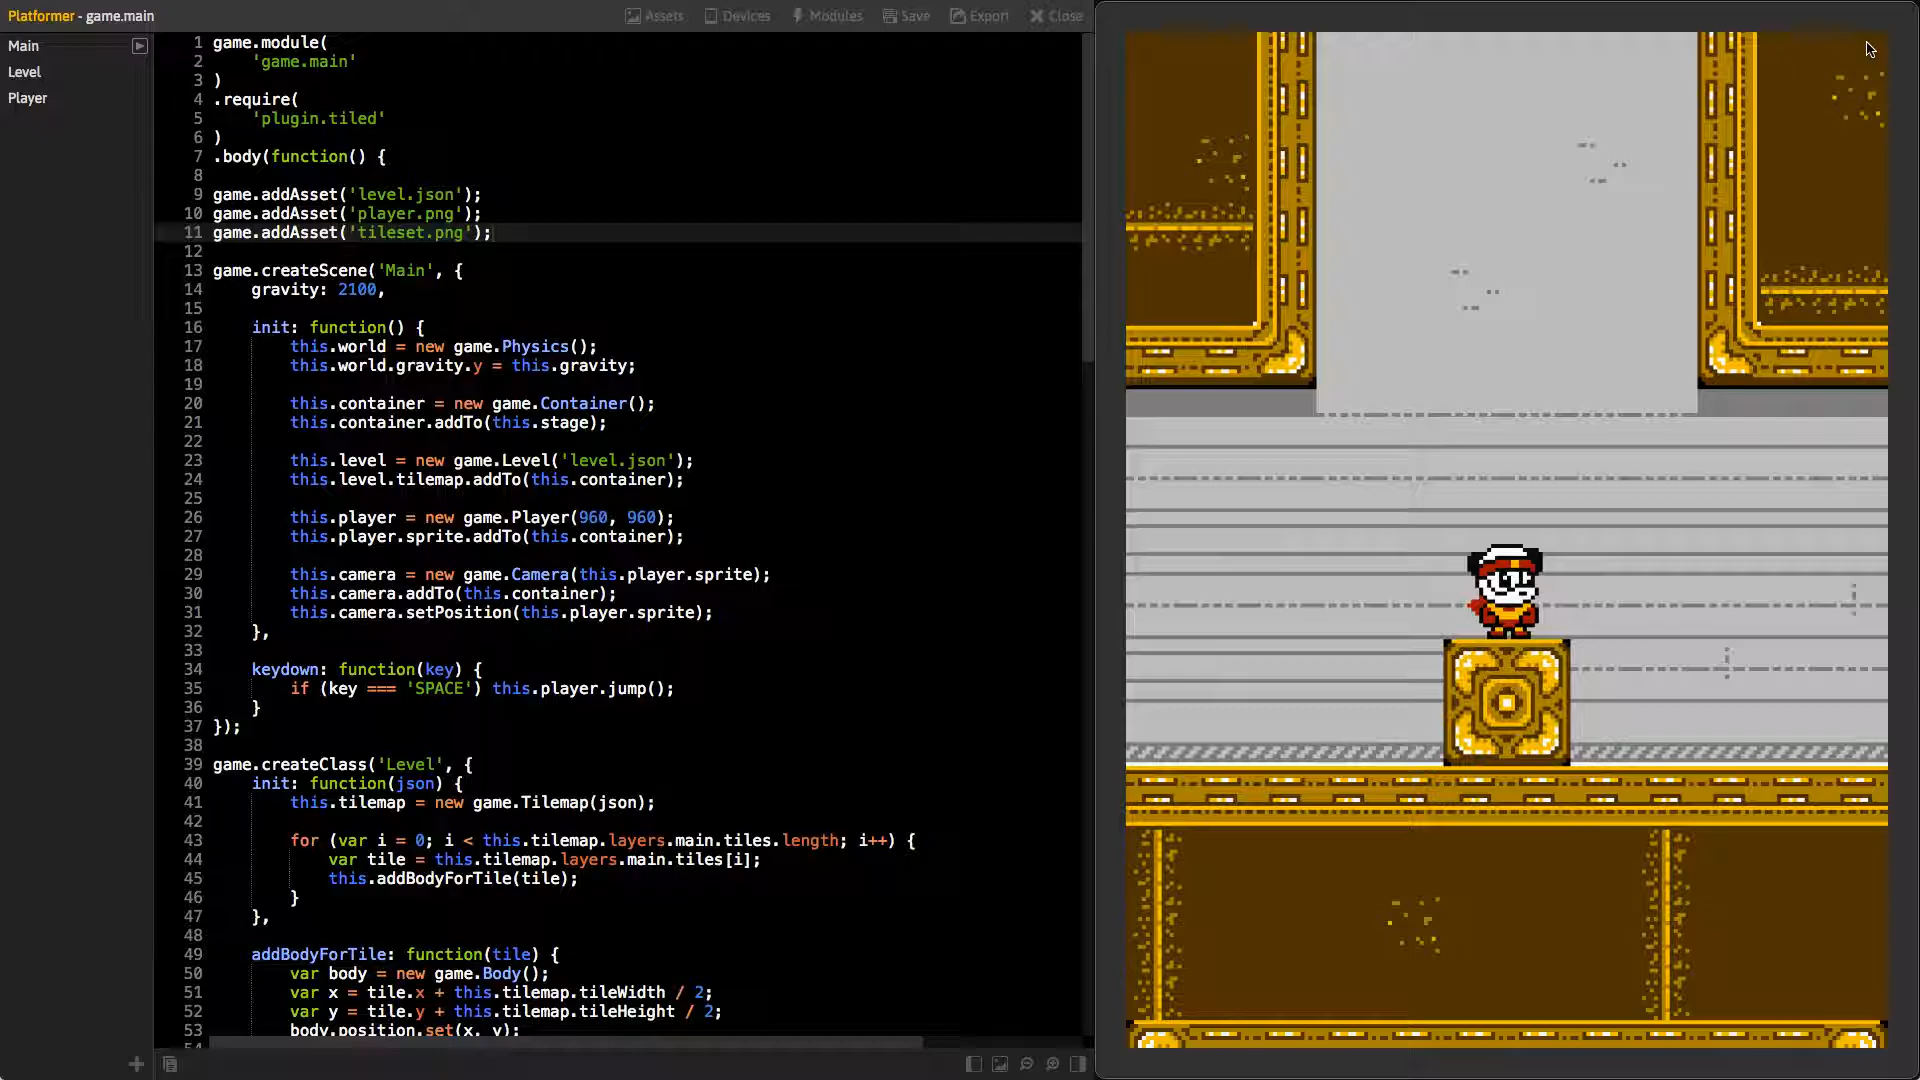 Platformer - game.main
Assets Devices Modules Save Export Close
Main
Level
Player
1 game.module(
2 'game.main'
3 )
4 .require(
5 'plugin.tiled'
6 )
7 .body(function() {
8
9 game.addAsset('level.json');
10 game.addAsset('player.png');
11 game.addAsset('tileset.png');
12
13 game.createScene('Main', {
14 gravity: 2100,
15
16 init: function() {
17 this.world = new game.Physics();
18 this.world.gravity.y = this.gravity;
19
20 this.container = new game.Container();
21 this.container.addTo(this.stage);
22
23 this.level = new game.Level('level.json');
24 this.level.tilemap.addTo(this.container);
25
26 this.player = new game.Player(960, 960);
27 this.player.sprite.addTo(this.container);
28
29 this.camera = new game.Camera(this.player.sprite);
30 this.camera.addTo(this.container);
31 this.camera.setPosition(this.player.sprite);
32 },
33
34 keydown: function(key) {
35 if (key === 'SPACE') this.player.jump();
36 }
37 });
38
39 game.createClass('Level', {
40 init: function(json) {
41 this.tilemap = new game.Tilemap(json);
42
43 for (var i = 0; i < this.tilemap.layers.main.tiles.length; i++) {
44 var tile = this.tilemap.layers.main.tiles[i];
45 this.addBodyForTile(tile);
46 }
47 },
48
49 addBodyForTile: function(tile) {
50 var body = new game.Body();
51 var x = tile.x + this.tilemap.tileWidth / 2;
52 var y = tile.y + this.tilemap.tileHeight / 2;
53 body.position.set(x, y);